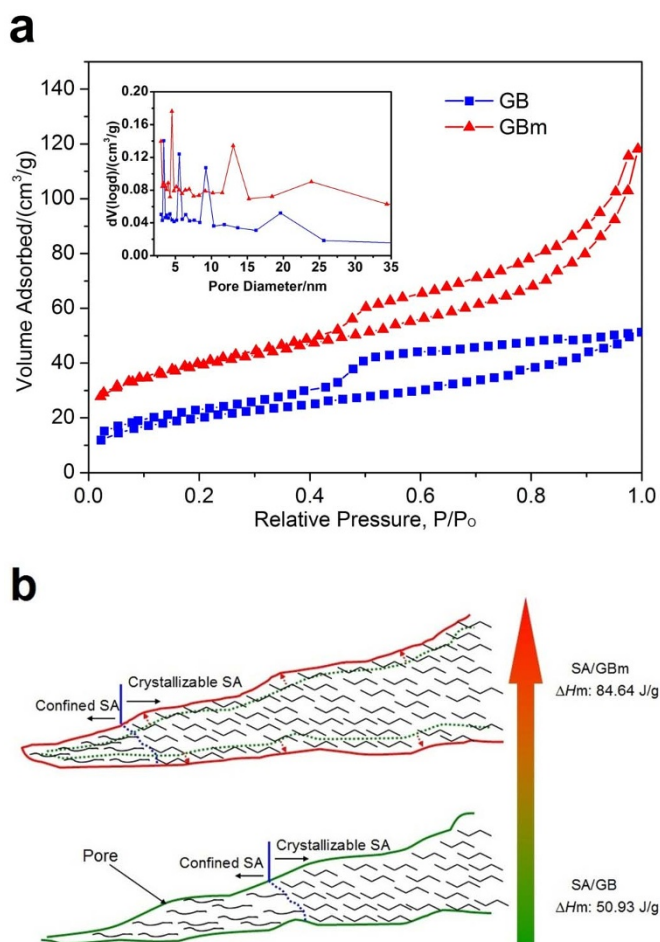 a
GB
GBm
Volume Adsorbed/(cm³/g)
140
120
100
80
60
40
20
0
0.0 0.2 0.4 0.6 0.8 1.0
Relative Pressure, P/P₀
dV(logd)/(cm³/g)
0.20
0.16
0.12
0.08
0.04
0.00
5 10 15 20 25 30 35
Pore Diameter/nm
b
Crystallizable SA
Confined SA
SA/GBm
ΔHm: 84.64 J/g
Pore
Confined SA
Crystallizable SA
SA/GB
ΔHm: 50.93 J/g